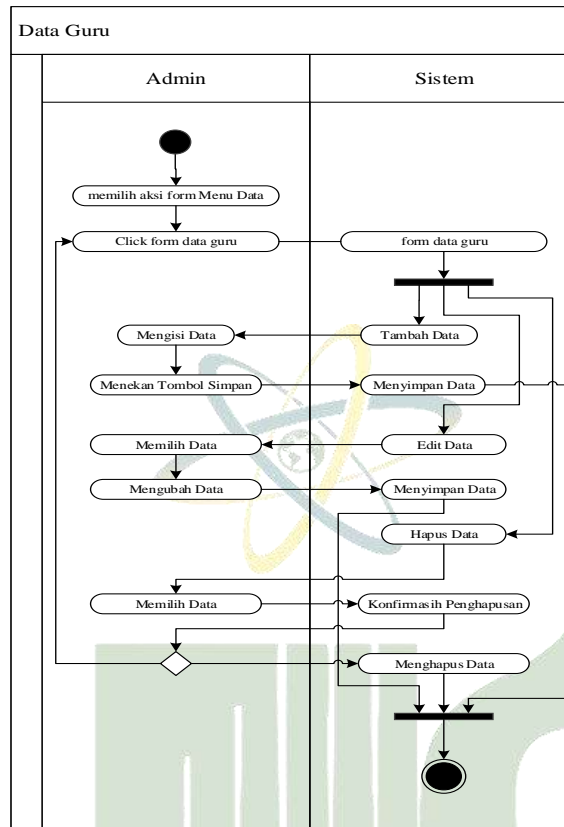 Data Guru
Admin
Sistem
memilih aksi form Menu Data
Click form data guru
form data guru
Mengisi Data
Tambah Data
Menekan Tombol Simpan
Menyimpan Data
Memilih Data
Edit Data
Mengubah Data
Menyimpan Data
Hapus Data
Memilih Data
Konfirmasih Penghapusan
Menghapus Data